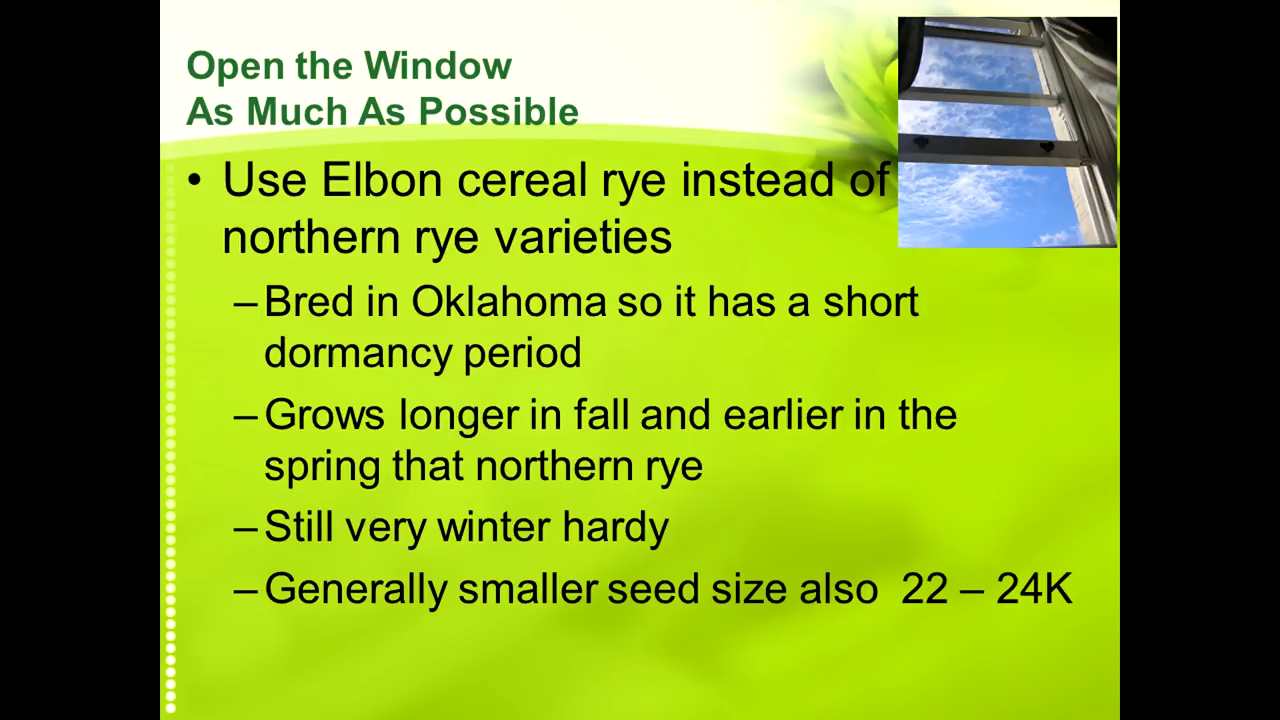 Open the Window
As Much As Possible
• Use Elbon cereal rye instead of
northern rye varieties
– Bred in Oklahoma so it has a short
dormancy period
– Grows longer in fall and earlier in the
spring that northern rye
– Still very winter hardy
– Generally smaller seed size also 22 – 24K